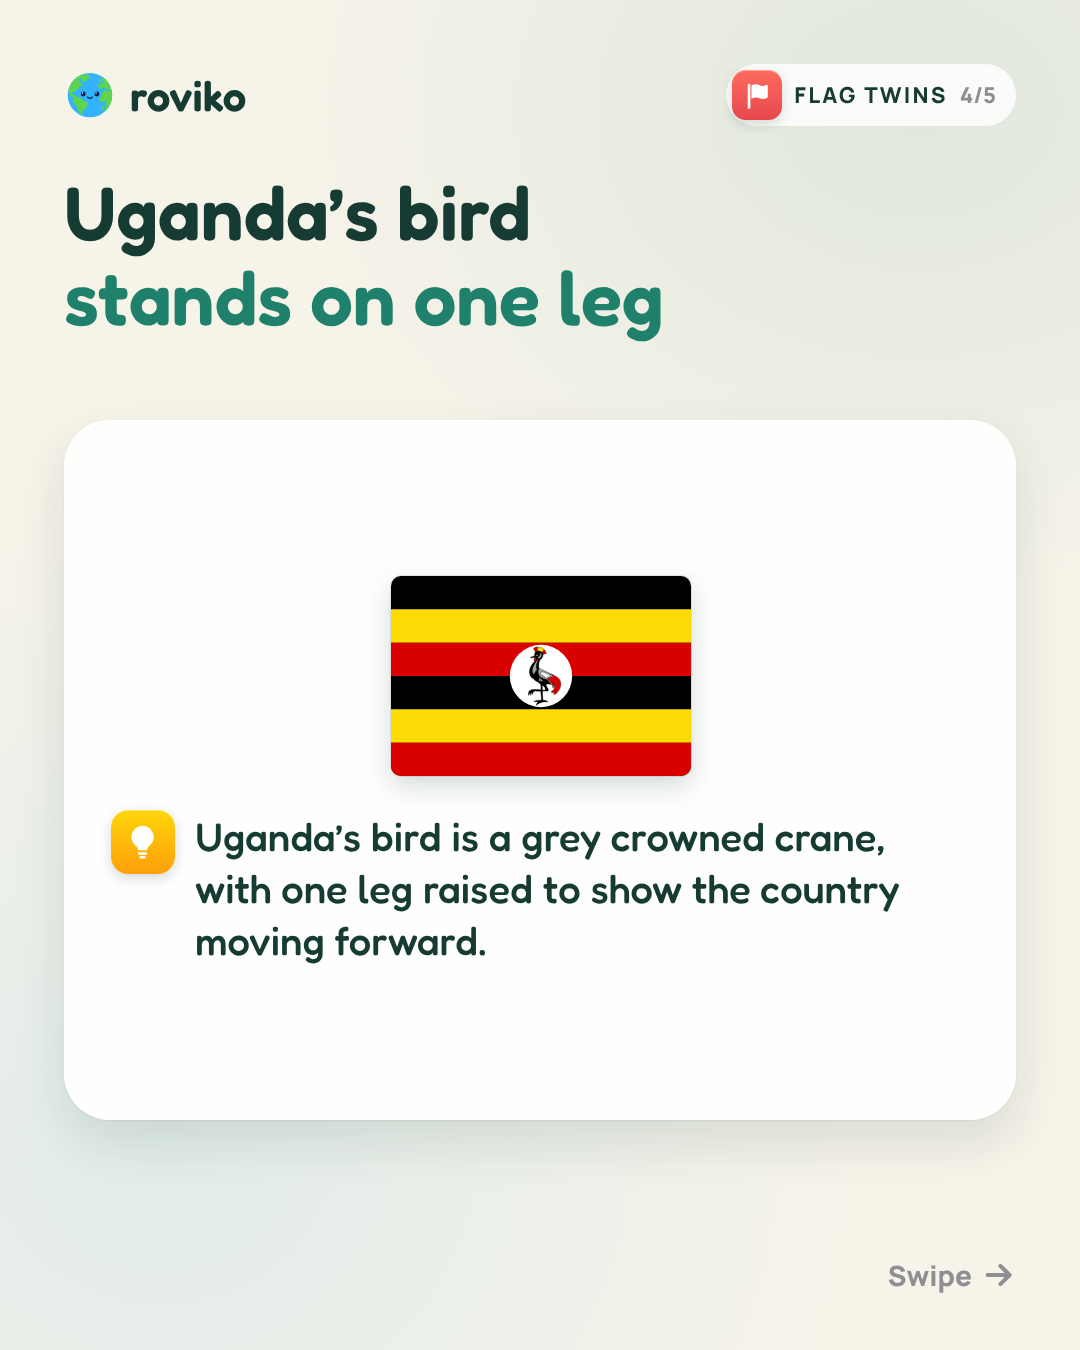 roviko
FLAG TWINS 4/5
Uganda’s bird
stands on one leg
Uganda’s bird is a grey crowned crane,
with one leg raised to show the country
moving forward.
Swipe →